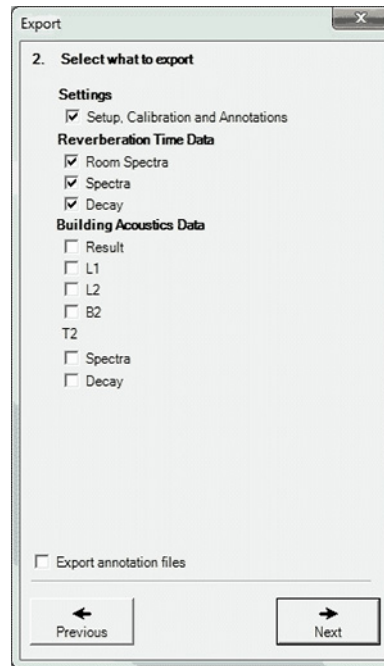 Export
2. Select what to export
Settings
Setup, Calibration and Annotations
Reverberation Time Data
Room Spectra
Spectra
Decay
Building Acoustics Data
Result
L1
L2
B2
T2
Spectra
Decay
Export annotation files
Previous
Next